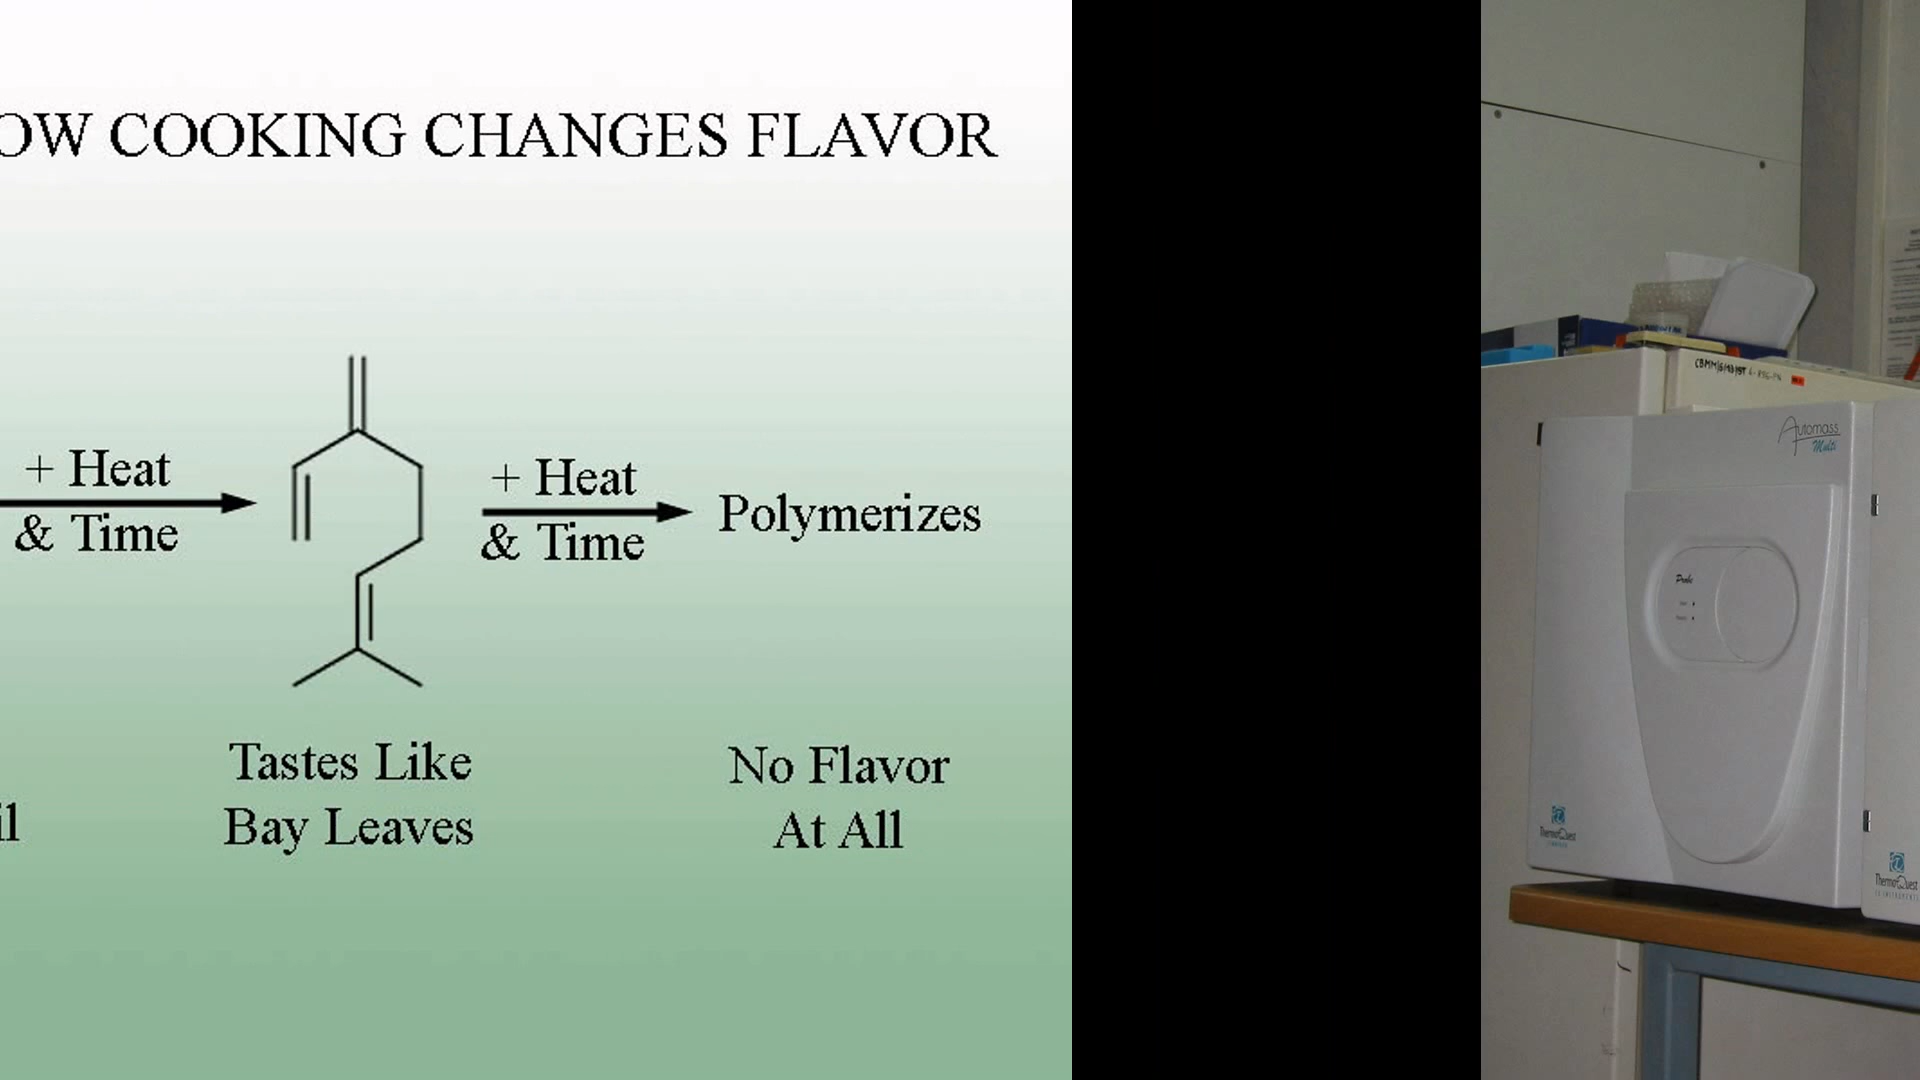 OW COOKING CHANGES FLAVOR
+ Heat
& Time
+ Heat
& Time
Polymerizes
Tastes Like
Bay Leaves
No Flavor
At All
il
Automass
Multi
Probe
ThermoQuest
ThermoQuest